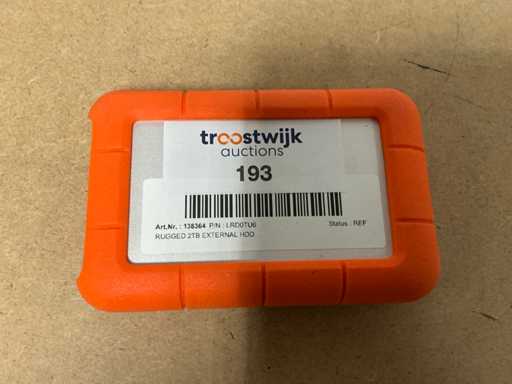 troostwijk
auctions
193
Art.Nr. : 138364 P/N : LRD0TU6 Status : REF
RUGGED 2TB EXTERNAL HDD